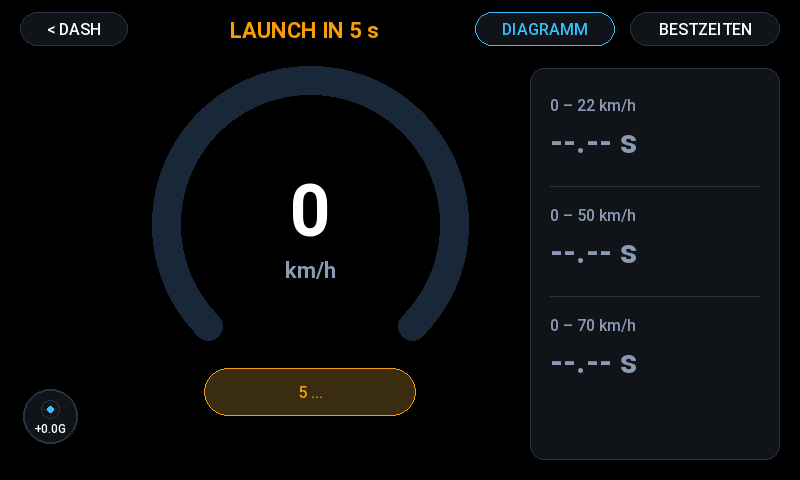 < DASH
LAUNCH IN 5 s
DIAGRAMM
BESTZEITEN
0
km/h
5 ...
+0.0G
0 – 22 km/h
--.-- s
0 – 50 km/h
--.-- s
0 – 70 km/h
--.-- s